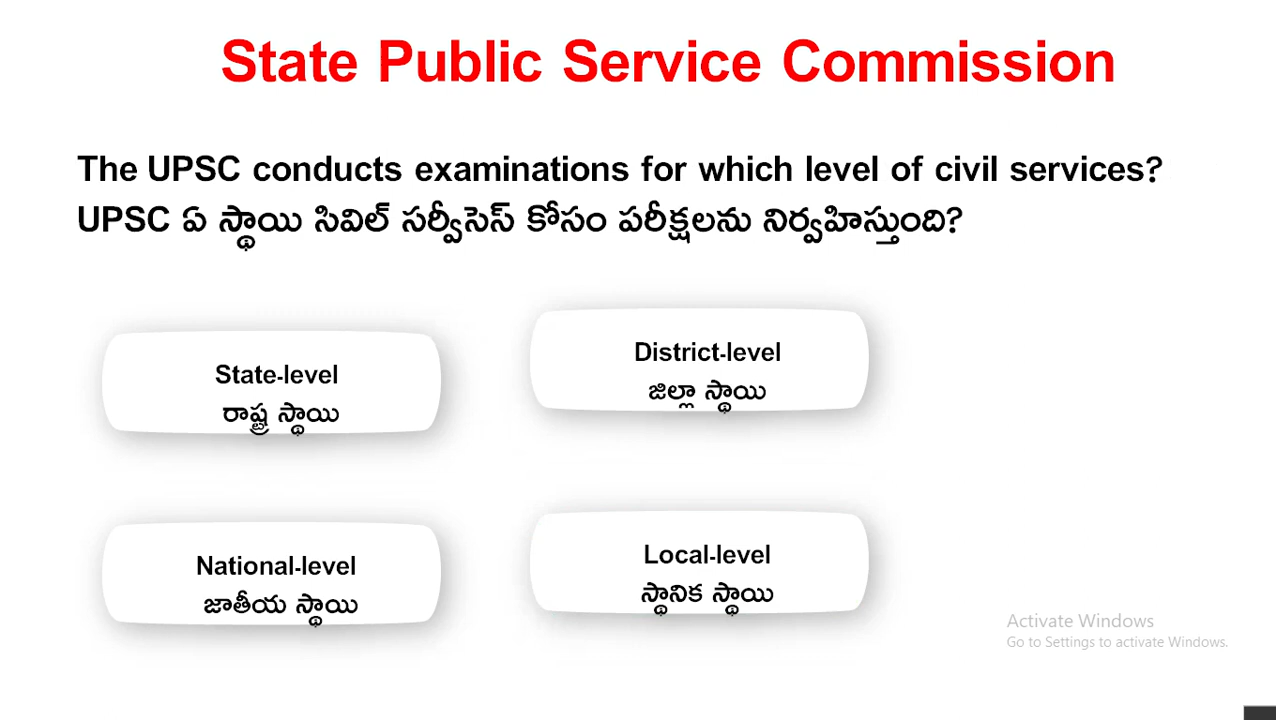 State Public Service Commission
The UPSC conducts examinations for which level of civil services?
UPSC ఏ స్థాయి సివిల్ సర్వీసెస్ కోసం పరీక్షలను నిర్వహిస్తుంది?
State-level
రాష్ట్ర స్థాయి
District-level
జిల్లా స్థాయి
National-level
జాతీయ స్థాయి
Local-level
స్థానిక స్థాయి
Activate Windows
Go to Settings to activate Windows.